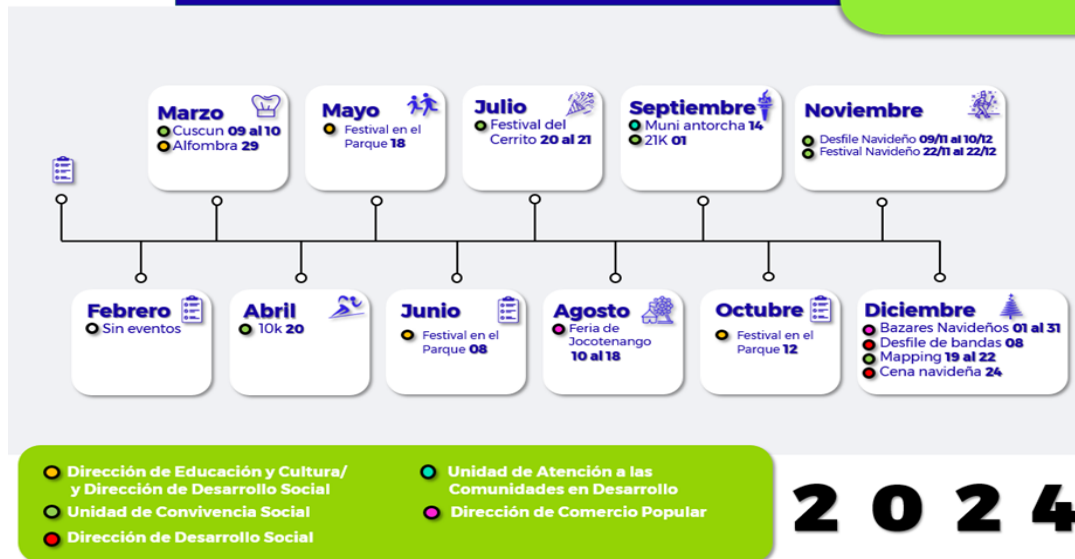 Marzo
Cuscun 09 al 10
Alfombra 29
Mayo
Festival en el
Parque 18
Julio
Festival del
Cerrito 20 al 21
Septiembre
Muni antorcha 14
21K 01
Noviembre
Desfile Navideño 09/11 al 10/12
Festival Navideño 22/11 al 22/12
Febrero
Sin eventos
Abril
10k 20
Junio
Festival en el
Parque 08
Agosto
Feria de
Jocotenango
10 al 18
Octubre
Festival en el
Parque 12
Diciembre
Bazares Navideños 01 al 31
Desfile de bandas 08
Mapping 19 al 22
Cena navideña 24
Dirección de Educación y Cultura/
y Dirección de Desarrollo Social
Unidad de Convivencia Social
Dirección de Desarrollo Social
Unidad de Atención a las
Comunidades en Desarrollo
Dirección de Comercio Popular
2024